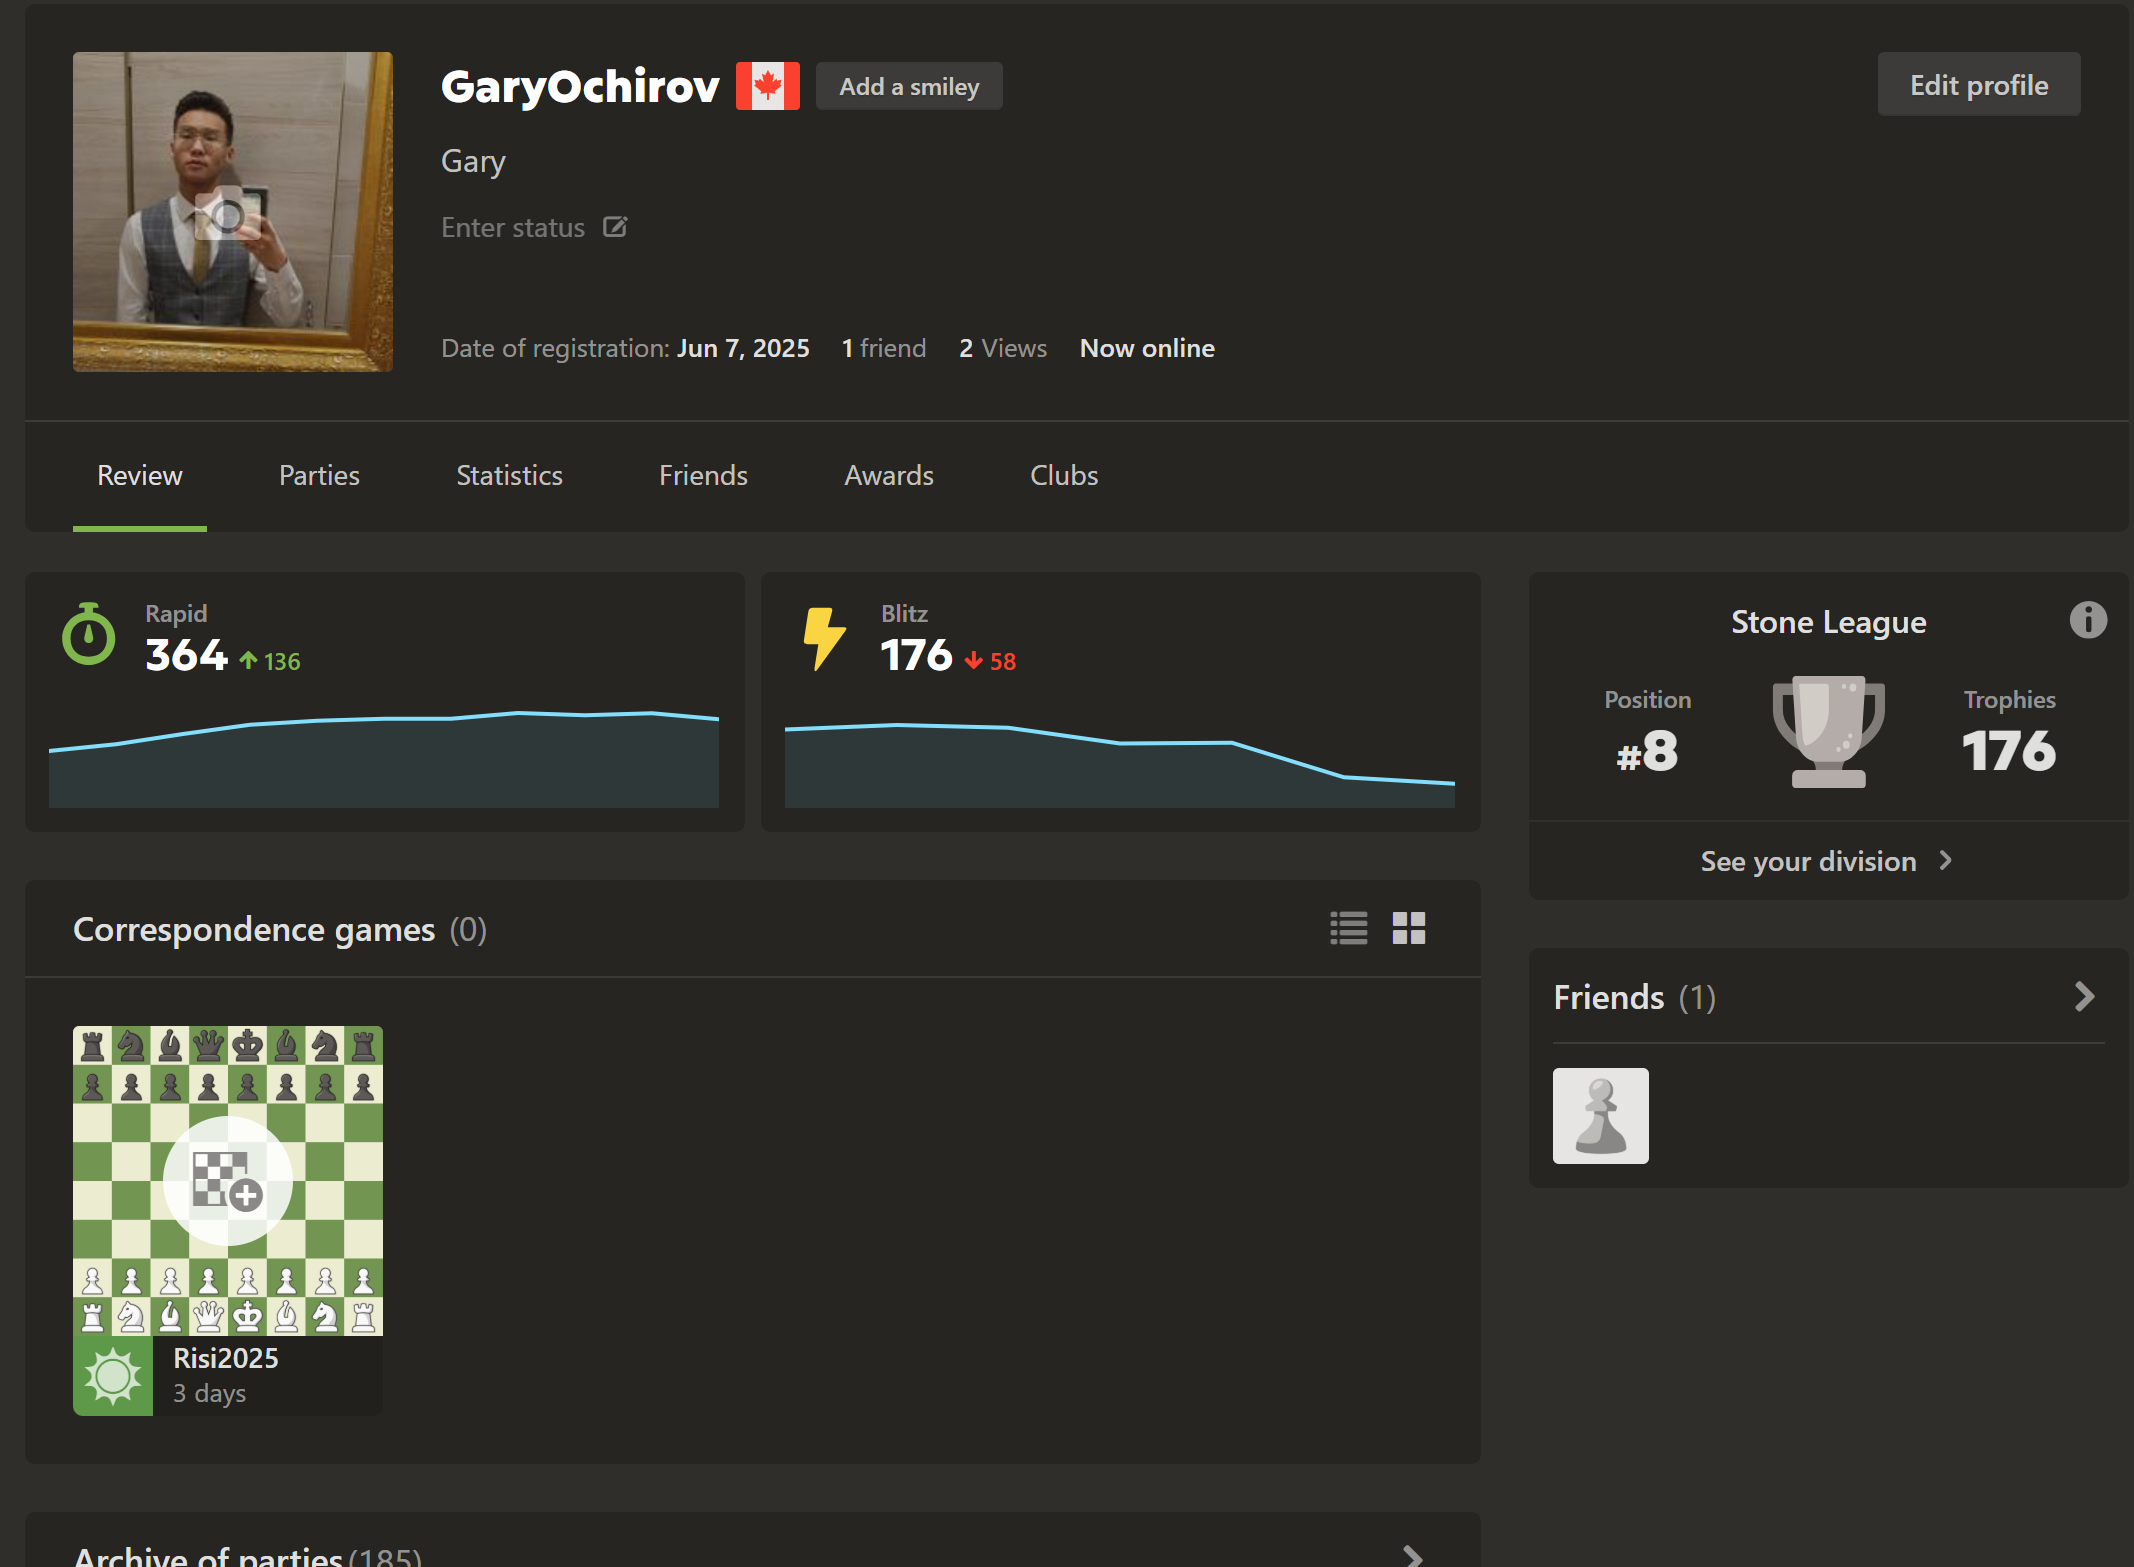 GaryOchirov
Add a smiley
Edit profile
Gary
Enter status
Date of registration: Jun 7, 2025 1 friend 2 Views Now online
Review Parties Statistics Friends Awards Clubs
Rapid
364 136
Blitz
176 58
Stone League
Position
#8
Trophies
176
See your division
Correspondence games (0)
Friends (1)
Risi2025
3 days
Archive of parties (185)